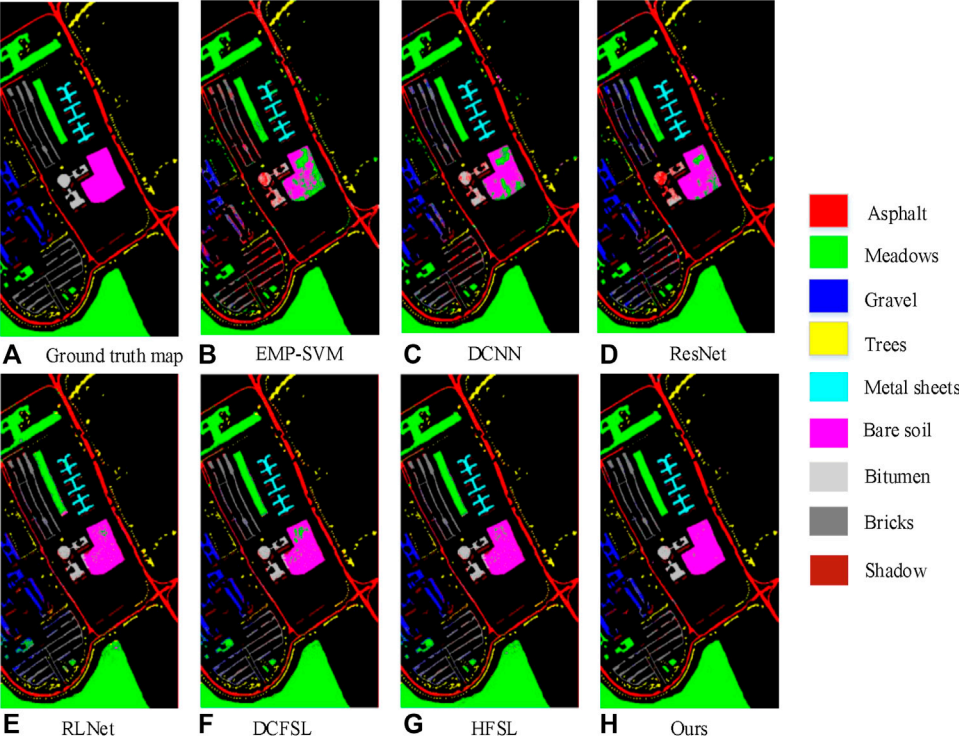 A Ground truth map
B EMP-SVM
C DCNN
D ResNet
E RLNet
F DCFSL
G HFSL
H Ours
Asphalt
Meadows
Gravel
Trees
Metal sheets
Bare soil
Bitumen
Bricks
Shadow